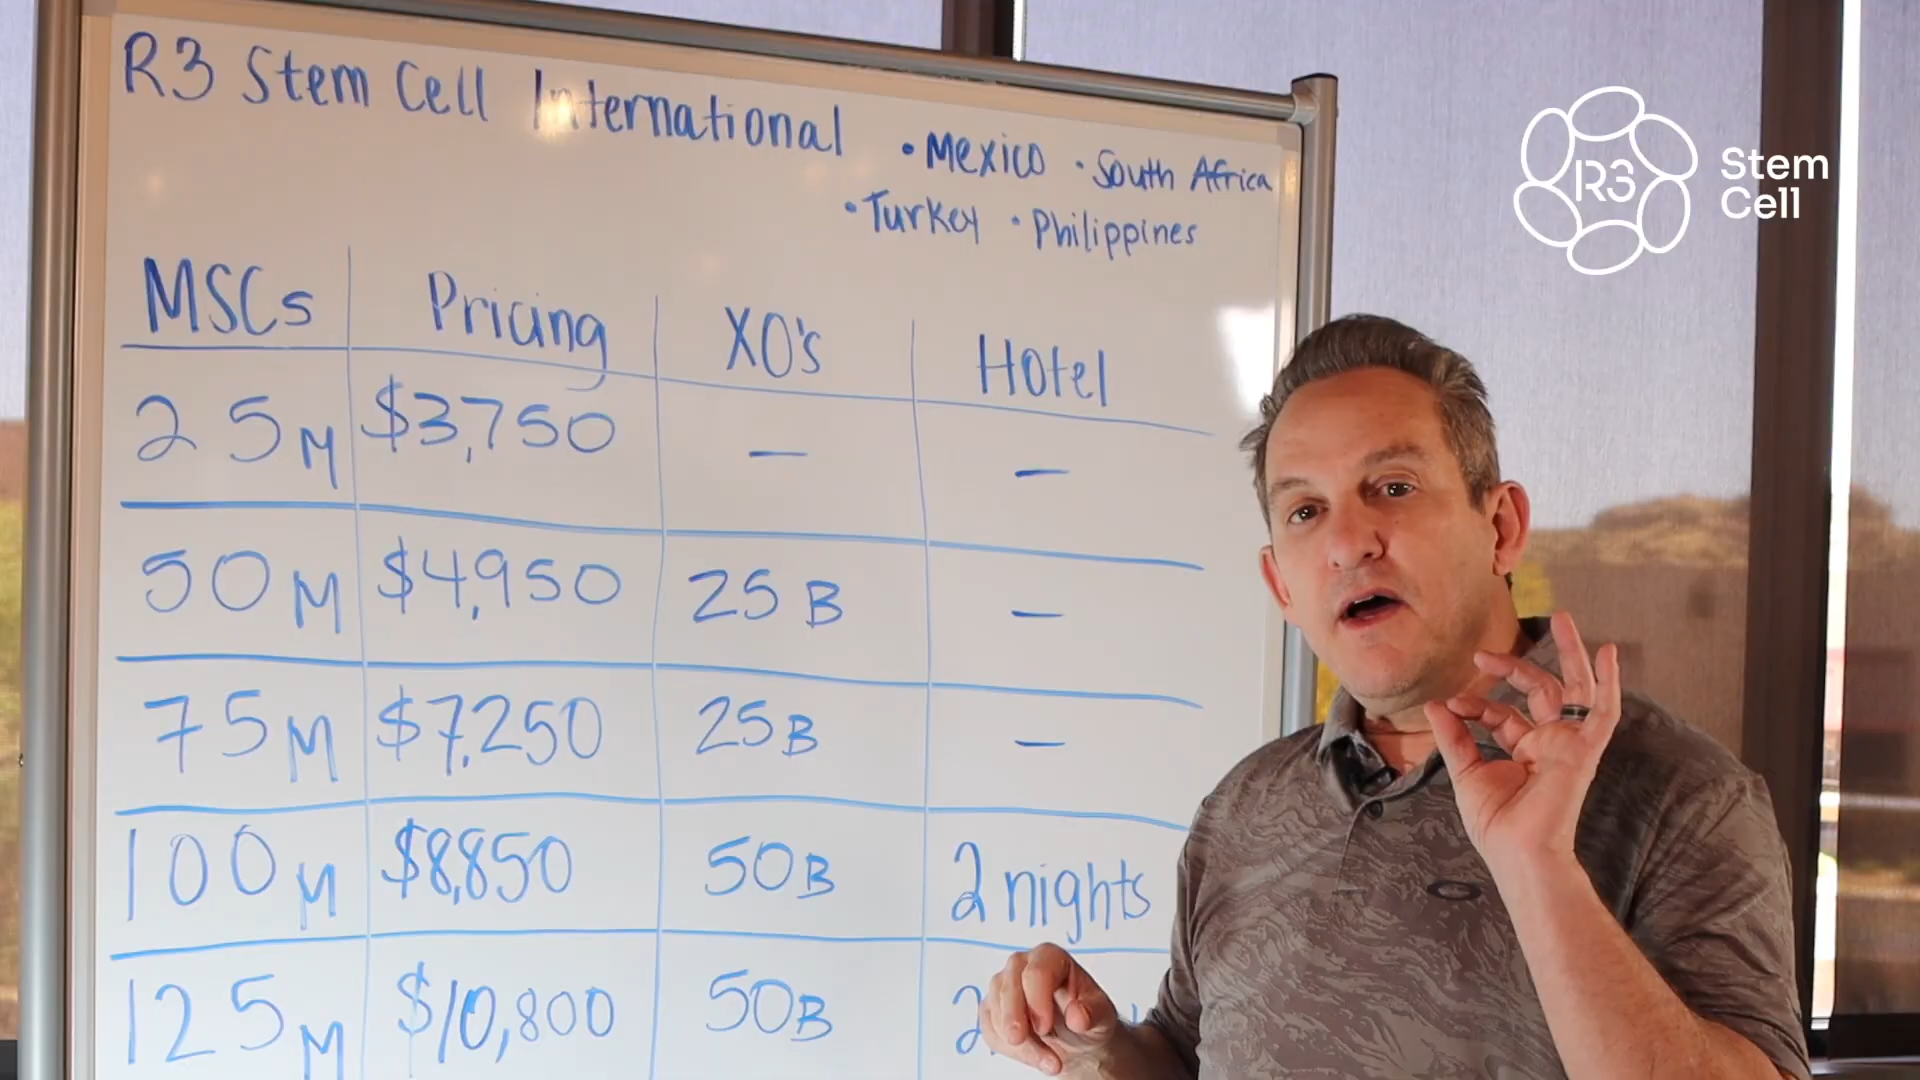 R3 Stem Cell International
• Mexico • South Africa
• Turkey • Philippines
MSCs Pricing XO's Hotel
25M $3,750 — —
50M $4,950 25B —
75M $7,250 25B —
100M $8,850 50B 2 nights
125M $10,800 50B 2
R3 Stem
Cell